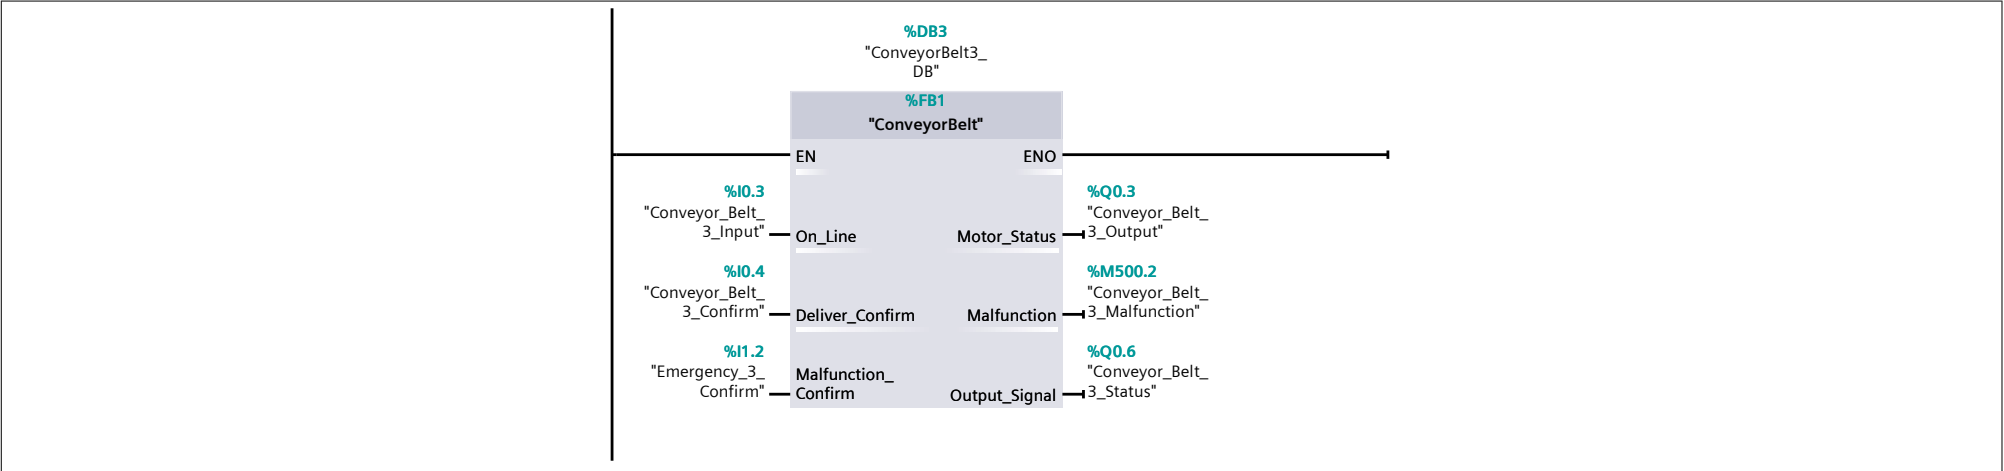 %DB3
"ConveyorBelt3_
DB"
%FB1
"ConveyorBelt"
EN
ENO
%I0.3
"Conveyor_Belt_
3_Input"
On_Line
Motor_Status
%Q0.3
"Conveyor_Belt_
3_Output"
%I0.4
"Conveyor_Belt_
3_Confirm"
Deliver_Confirm
Malfunction
%M500.2
"Conveyor_Belt_
3_Malfunction"
%I1.2
"Emergency_3_
Confirm"
Malfunction_
Confirm
Output_Signal
%Q0.6
"Conveyor_Belt_
3_Status"